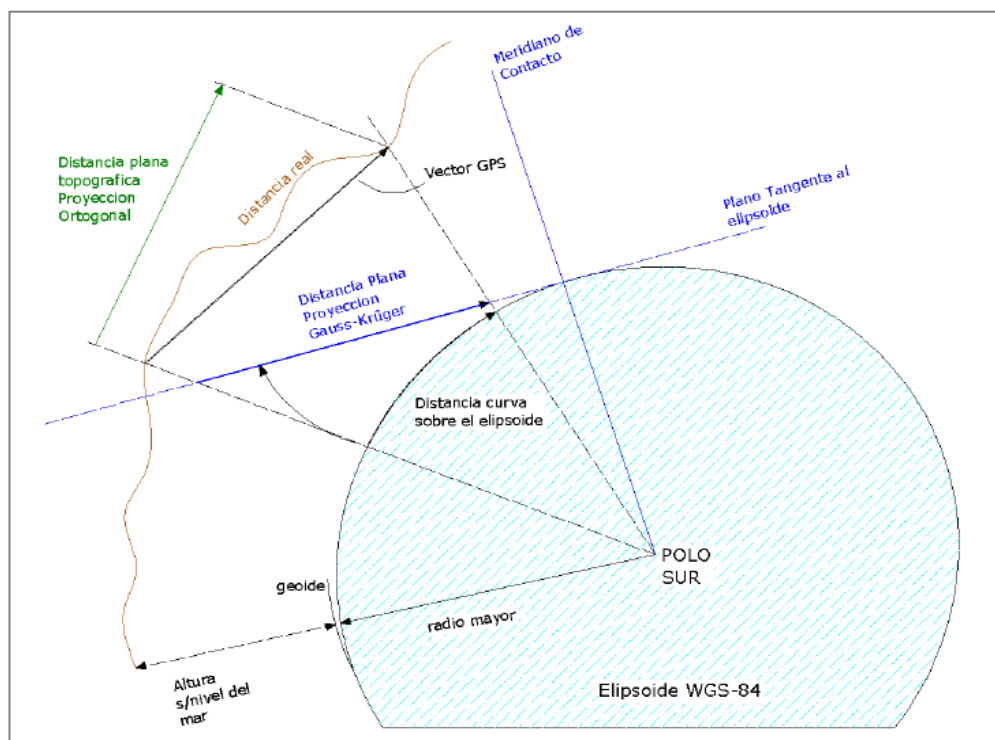 Meridiano de
Contacto
Distancia plana
topografica
Proyeccion
Ortogonal
Distancia real
Vector GPS
Plano Tangente al
elipsoide
Distancia Plana
Proyeccion
Gauss-Krûger
Distancia curva
sobre el elipsoide
POLO
SUR
geoide
radio mayor
Altura
s/nivel del
mar
Elipsoide WGS-84